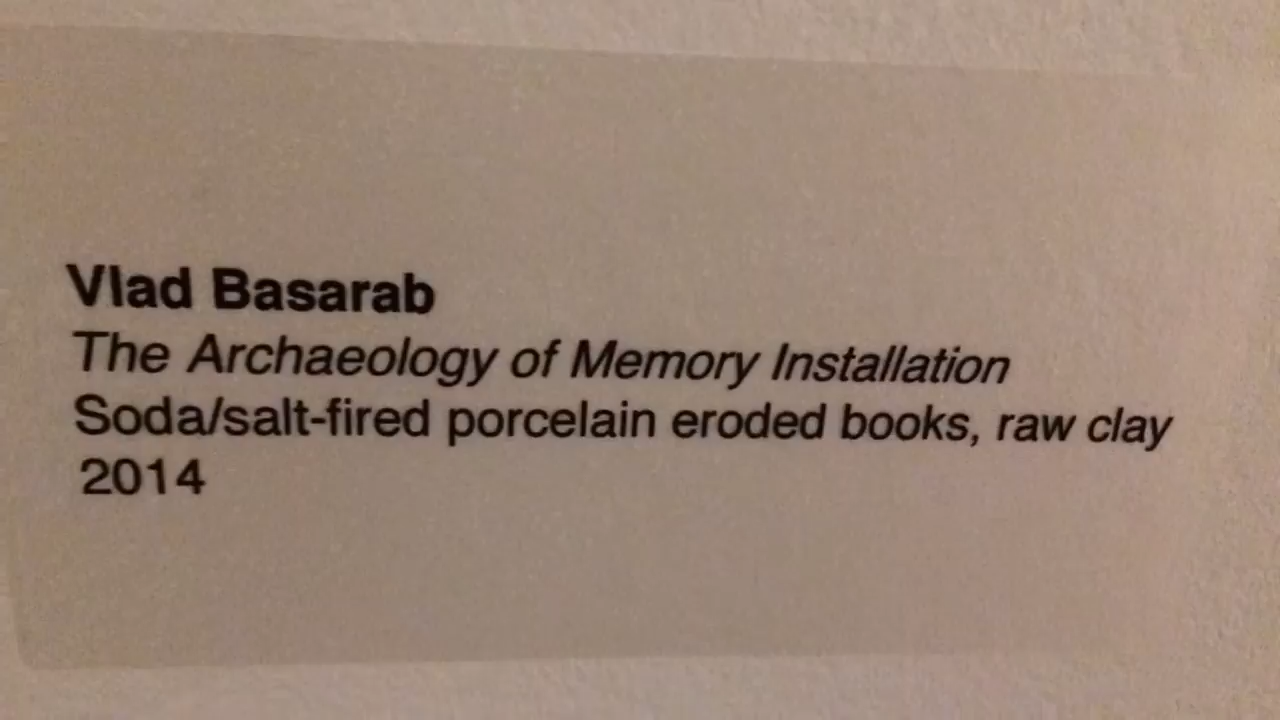 Vlad Basarab
The Archaeology of Memory Installation
Soda/salt-fired porcelain eroded books, raw clay
2014